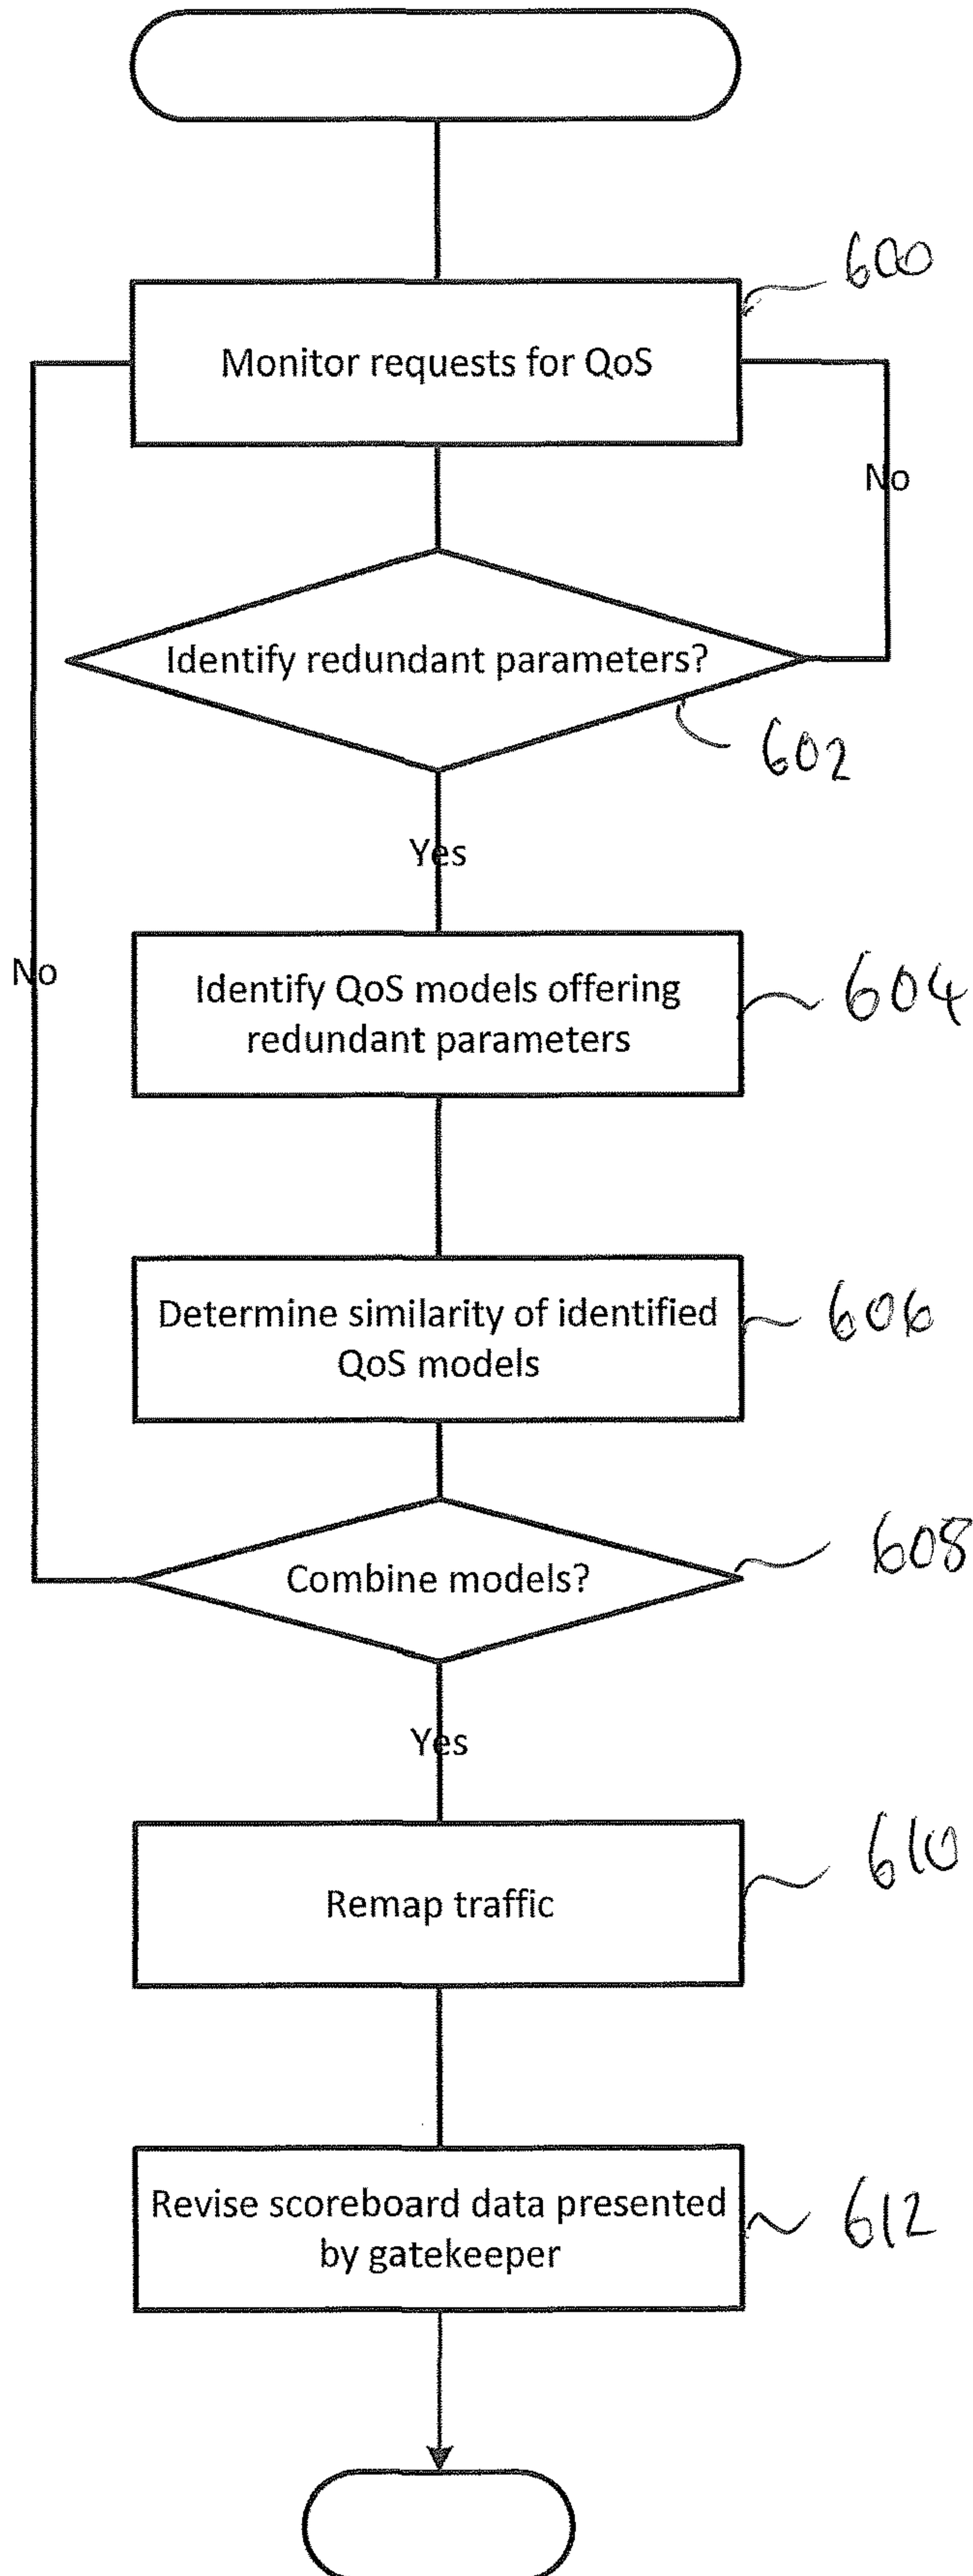 600
Monitor requests for QoS
No
Identify redundant parameters?
602
Yes
No
Identify QoS models offering
redundant parameters
604
Determine similarity of identified
QoS models
606
Combine models?
608
Yes
Remap traffic
610
Revise scoreboard data presented
by gatekeeper
612